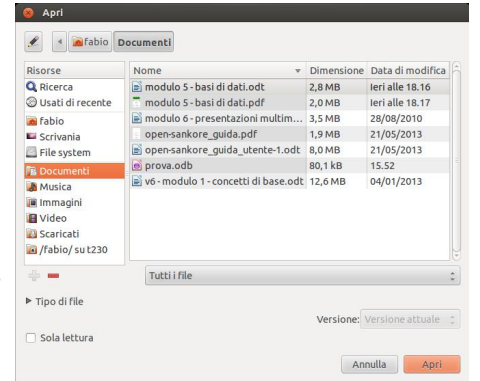 Apri
fabio Documenti
Risorse Nome Dimensione Data di modifica
Ricerca modulo 5 - basi di dati.odt 2,8 MB Ieri alle 18.16
Usati di recente modulo 5 - basi di dati.pdf 2,0 MB Ieri alle 18.17
fabio modulo 6 - presentazioni multim... 3,5 MB 28/08/2010
Scrivania open-sankore_guida.pdf 1,9 MB 21/05/2013
File system open-sankore_guida_utente-1.odt 8,0 MB 21/05/2013
Documenti prova.odb 80,1 kB 15.52
Musica v6 - modulo 1 - concetti di base.odt 12,6 MB 04/01/2013
Immagini
Video
Scaricati
/fabio/ su t230
Tutti i file
Tipo di file
Versione: Versione attuale
Sola lettura
Annulla Apri